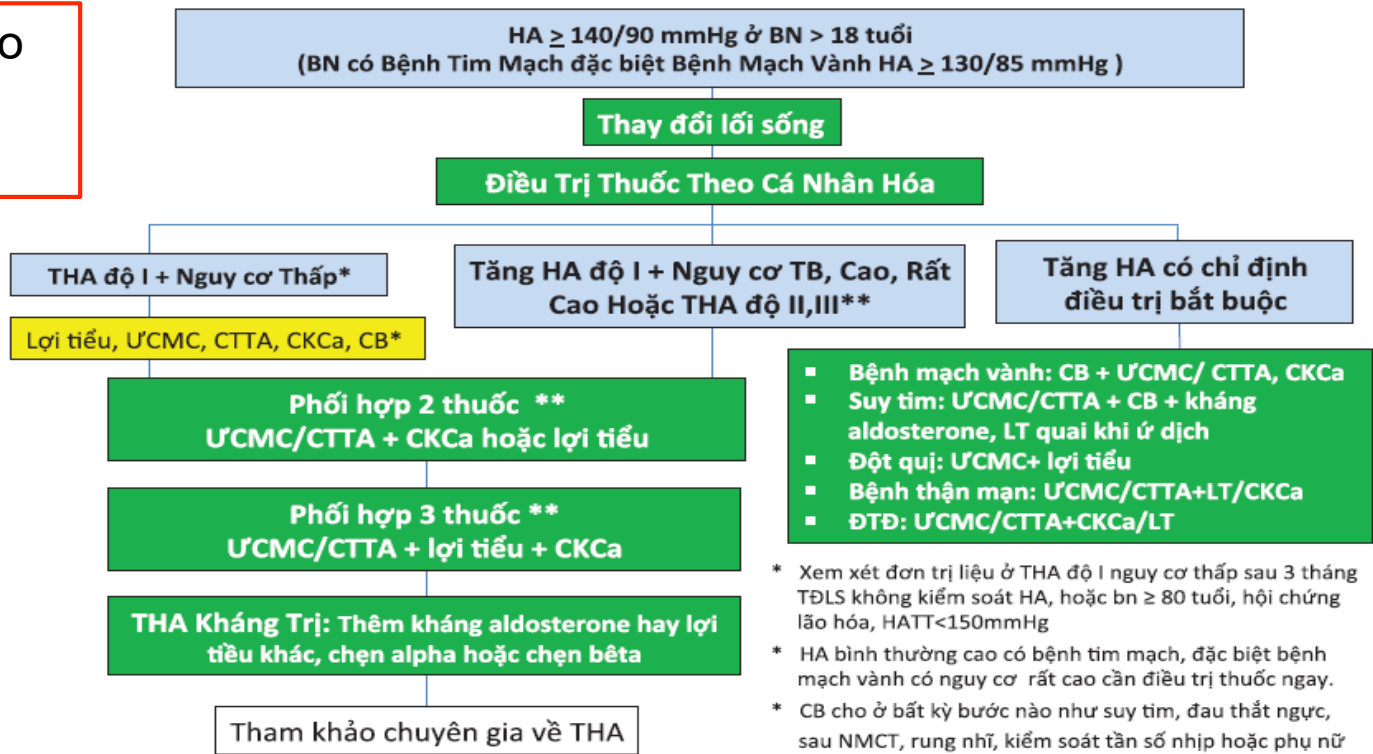 o
HA ≥ 140/90 mmHg ở BN > 18 tuổi
(BN có Bệnh Tim Mạch đặc biệt Bệnh Mạch Vành HA ≥ 130/85 mmHg )
Thay đổi lối sống
Điều Trị Thuốc Theo Cá Nhân Hóa
THA độ I + Nguy cơ Thấp*
Lợi tiểu, ƯCMC, CTTA, CKCa, CB*
Tăng HA độ I + Nguy cơ TB, Cao, Rất
Cao Hoặc THA độ II,III**
Tăng HA có chỉ định
điều trị bắt buộc
Phối hợp 2 thuốc **
ƯCMC/CTTA + CKCa hoặc lợi tiểu
Phối hợp 3 thuốc **
ƯCMC/CTTA + lợi tiểu + CKCa
THA Kháng Trị: Thêm kháng aldosterone hay lợi
tiều khác, chẹn alpha hoặc chẹn bêta
Tham khảo chuyên gia về THA
▪ Bệnh mạch vành: CB + ƯCMC/ CTTA, CKCa
▪ Suy tim: ƯCMC/CTTA + CB + kháng
aldosterone, LT quai khi ứ dịch
▪ Đột quị: ƯCMC+ lợi tiểu
▪ Bệnh thận mạn: ƯCMC/CTTA+LT/CKCa
▪ ĐTĐ: ƯCMC/CTTA+CKCa/LT
* Xem xét đơn trị liệu ở THA độ I nguy cơ thấp sau 3 tháng
TĐLS không kiểm soát HA, hoặc bn ≥ 80 tuổi, hội chứng
lão hóa, HATT<150mmHg
* HA bình thường cao có bệnh tim mạch, đặc biệt bệnh
mạch vành có nguy cơ rất cao cần điều trị thuốc ngay.
* CB cho ở bất kỳ bước nào như suy tim, đau thắt ngực,
sau NMCT, rung nhĩ, kiểm soát tần số nhịp hoặc phụ nữ